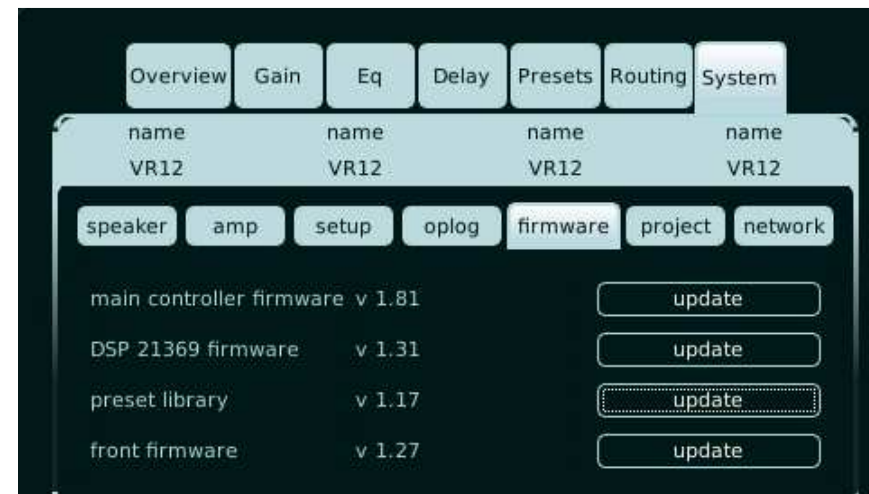 Overview Gain Eq Delay Presets Routing System
name name name name
VR12 VR12 VR12 VR12
speaker amp setup oplog firmware project network
main controller firmware v 1.81 update
DSP 21369 firmware v 1.31 update
preset library v 1.17 update
front firmware v 1.27 update